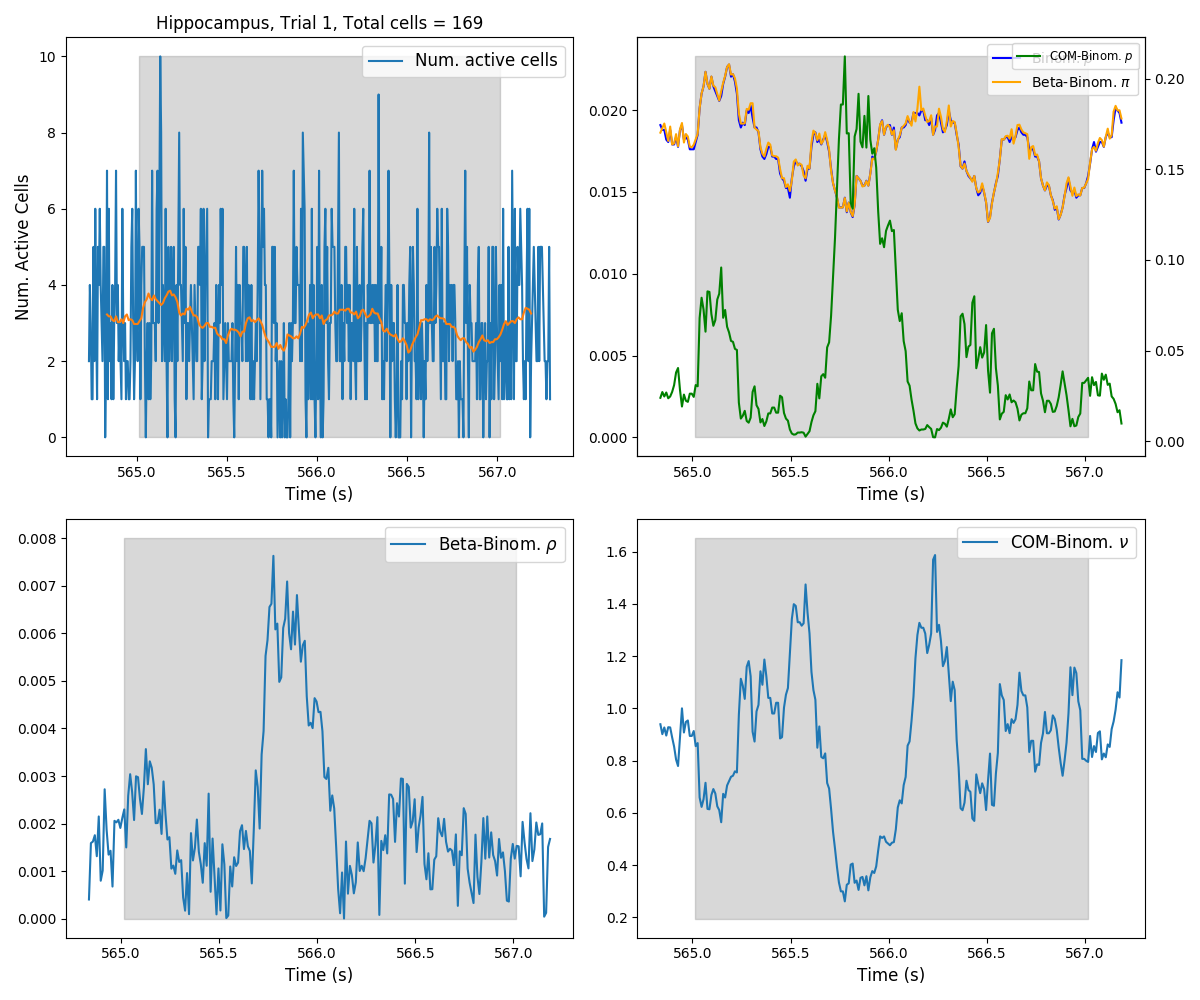 Hippocampus, Trial 1, Total cells = 169
Num. active cells
Num. Active Cells
10
8
6
4
2
0
565.0 565.5 566.0 566.5 567.0
Time (s)
COM-Binom. p
Beta-Binom. π
0.020
0.015
0.010
0.005
0.000
0.20
0.15
0.10
0.05
0.00
565.0 565.5 566.0 566.5 567.0
Time (s)
Beta-Binom. ρ
0.008
0.007
0.006
0.005
0.004
0.003
0.002
0.001
0.000
565.0 565.5 566.0 566.5 567.0
Time (s)
COM-Binom. ν
1.6
1.4
1.2
1.0
0.8
0.6
0.4
0.2
565.0 565.5 566.0 566.5 567.0
Time (s)